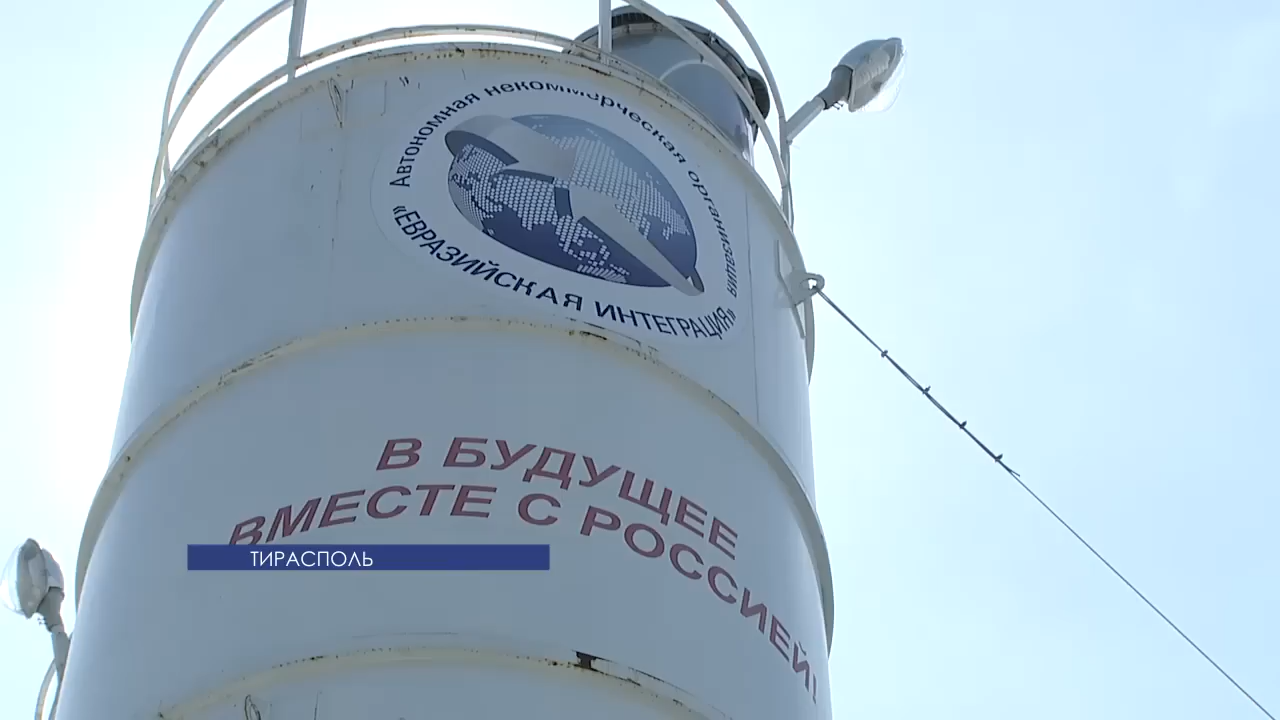 Автономная некоммерческая организация
«ЕВРАЗИЙСКАЯ ИНТЕГРАЦИЯ»
В БУДУЩЕЕ
ВМЕСТЕ С РОССИЕЙ!
ТИРАСПОЛЬ